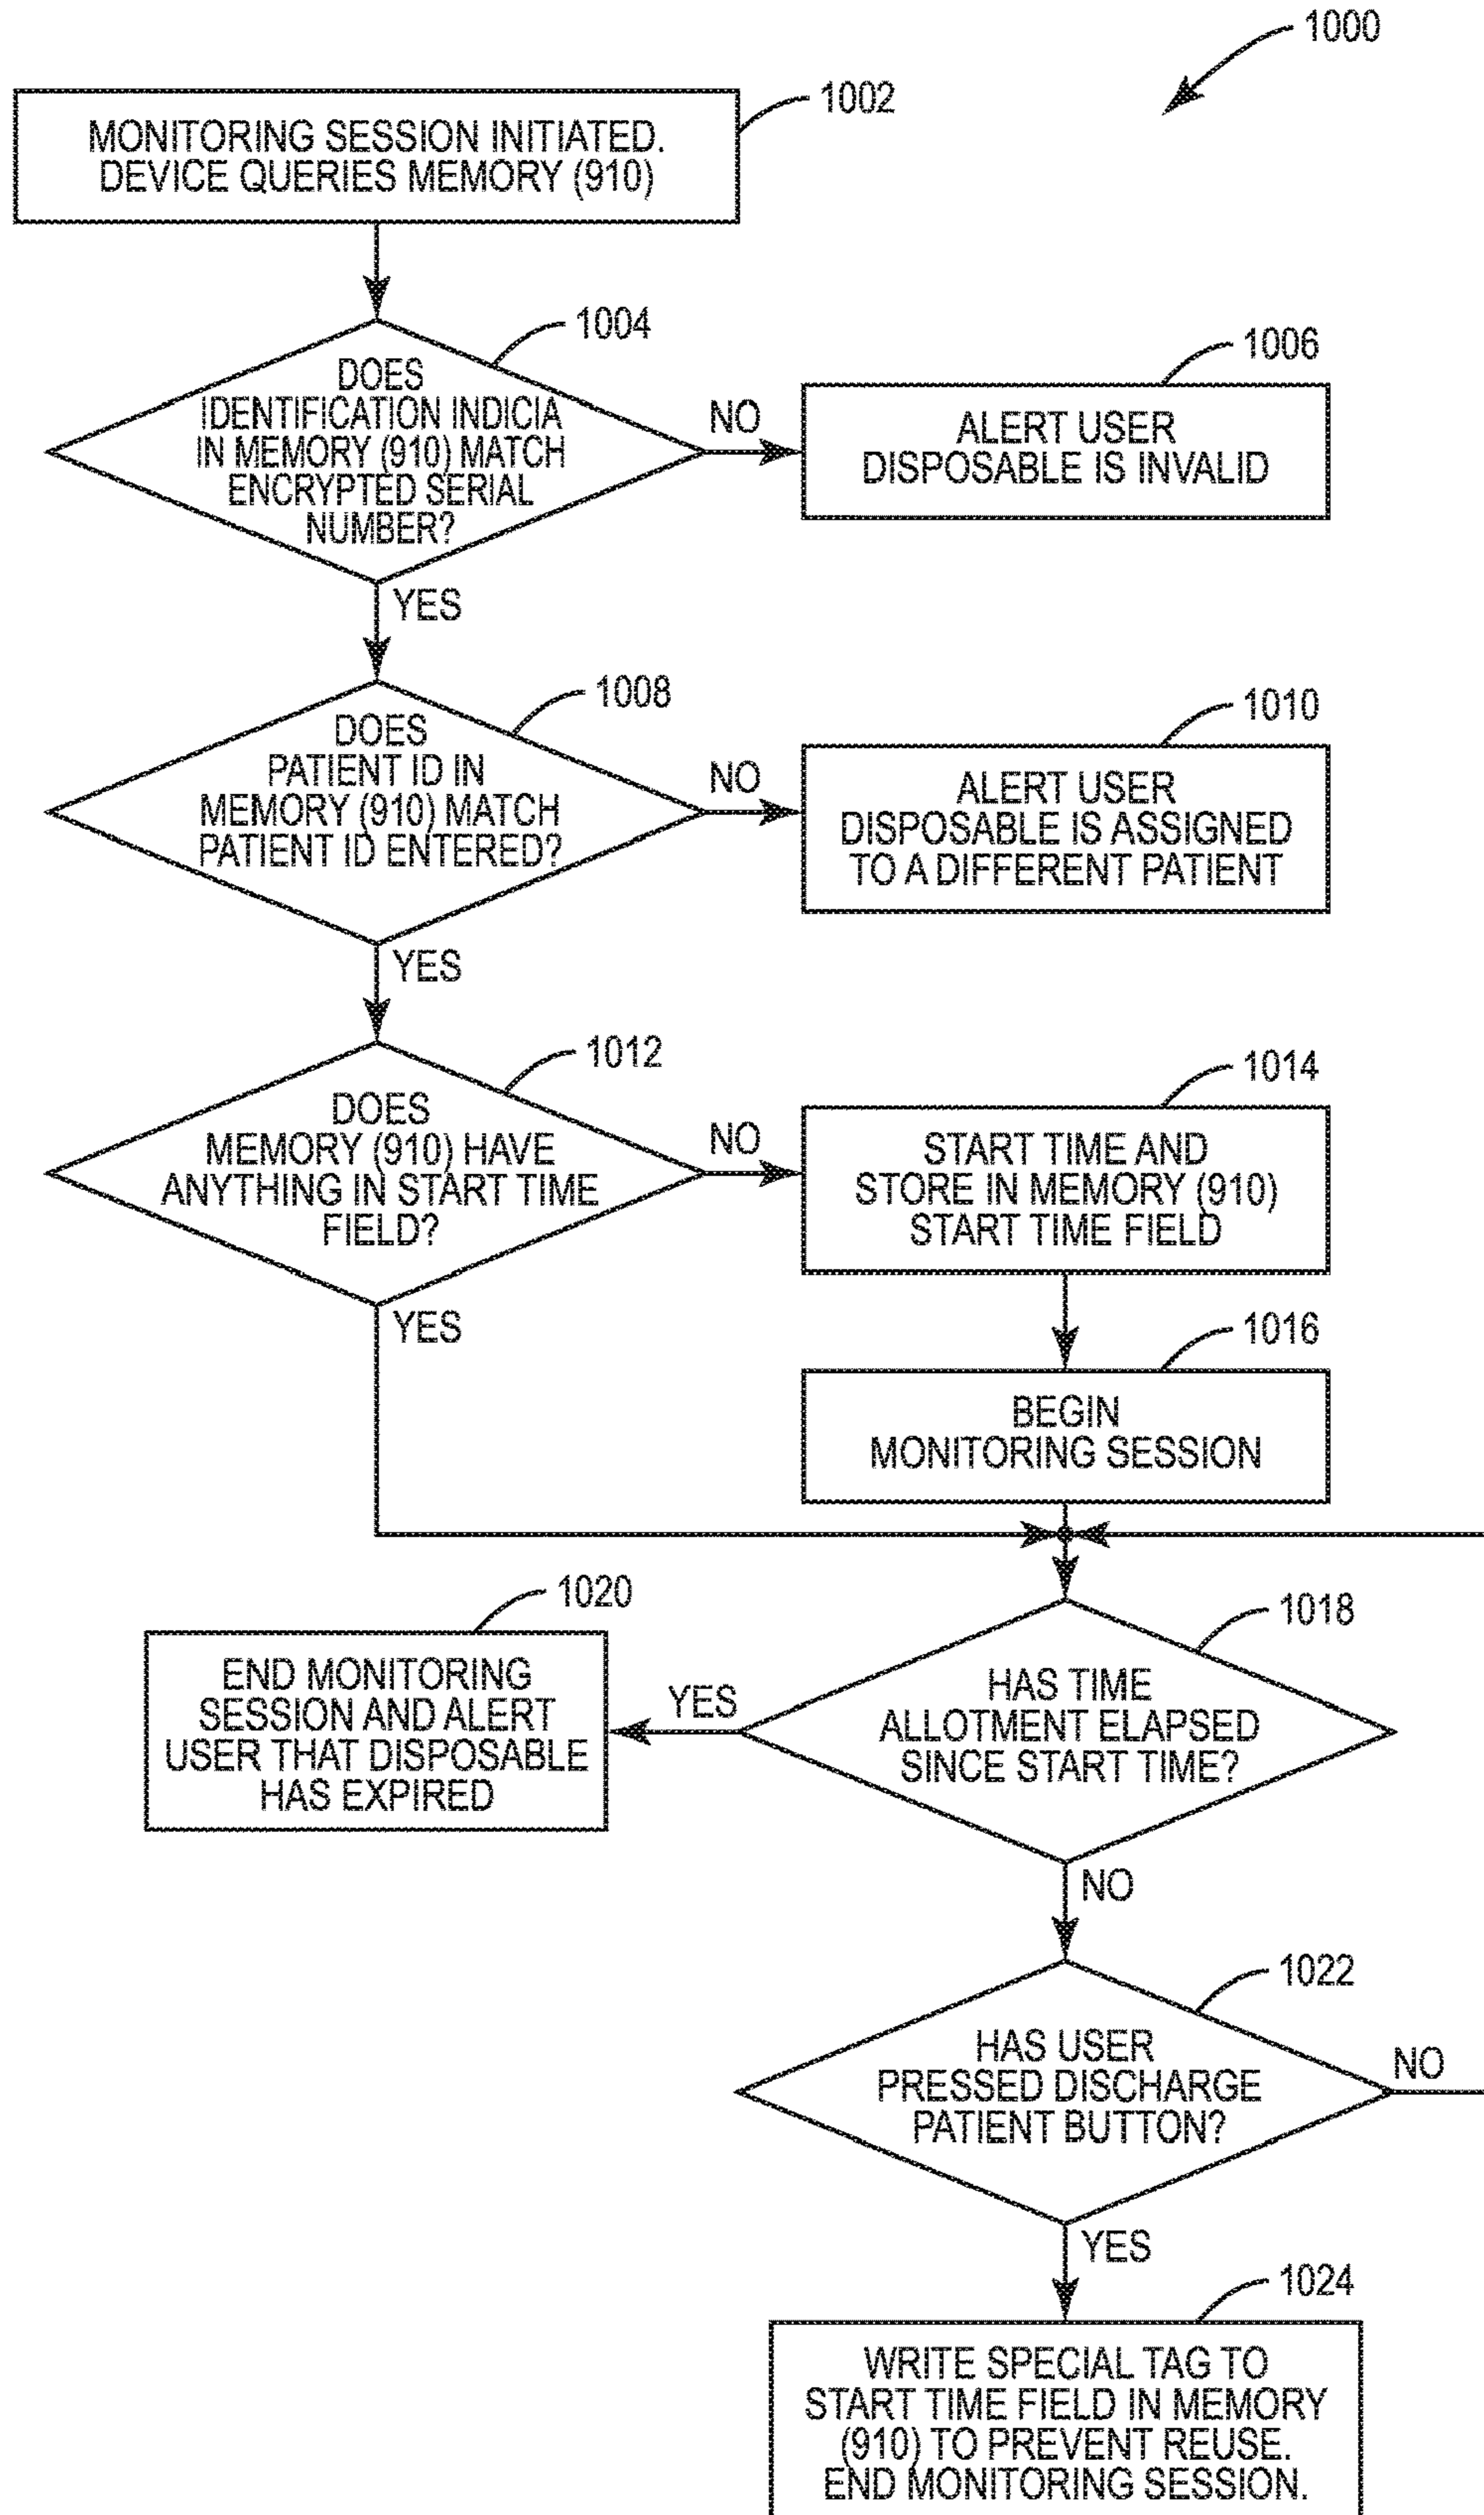 1000
1002
MONITORING SESSION INITIATED.
DEVICE QUERIES MEMORY (910)
1004
DOES
IDENTIFICATION INDICIA
IN MEMORY (910) MATCH
ENCRYPTED SERIAL
NUMBER?
NO
1006
ALERT USER
DISPOSABLE IS INVALID
YES
1008
DOES
PATIENT ID IN
MEMORY (910) MATCH
PATIENT ID ENTERED?
NO
1010
ALERT USER
DISPOSABLE IS ASSIGNED
TO A DIFFERENT PATIENT
YES
1012
DOES
MEMORY (910) HAVE
ANYTHING IN START TIME
FIELD?
NO
1014
START TIME AND
STORE IN MEMORY (910)
START TIME FIELD
YES
1016
BEGIN
MONITORING SESSION
1018
HAS TIME
ALLOTMENT ELAPSED
SINCE START TIME?
YES
1020
END MONITORING
SESSION AND ALERT
USER THAT DISPOSABLE
HAS EXPIRED
NO
1022
HAS USER
PRESSED DISCHARGE
PATIENT BUTTON?
NO
YES
1024
WRITE SPECIAL TAG TO
START TIME FIELD IN MEMORY
(910) TO PREVENT REUSE.
END MONITORING SESSION.